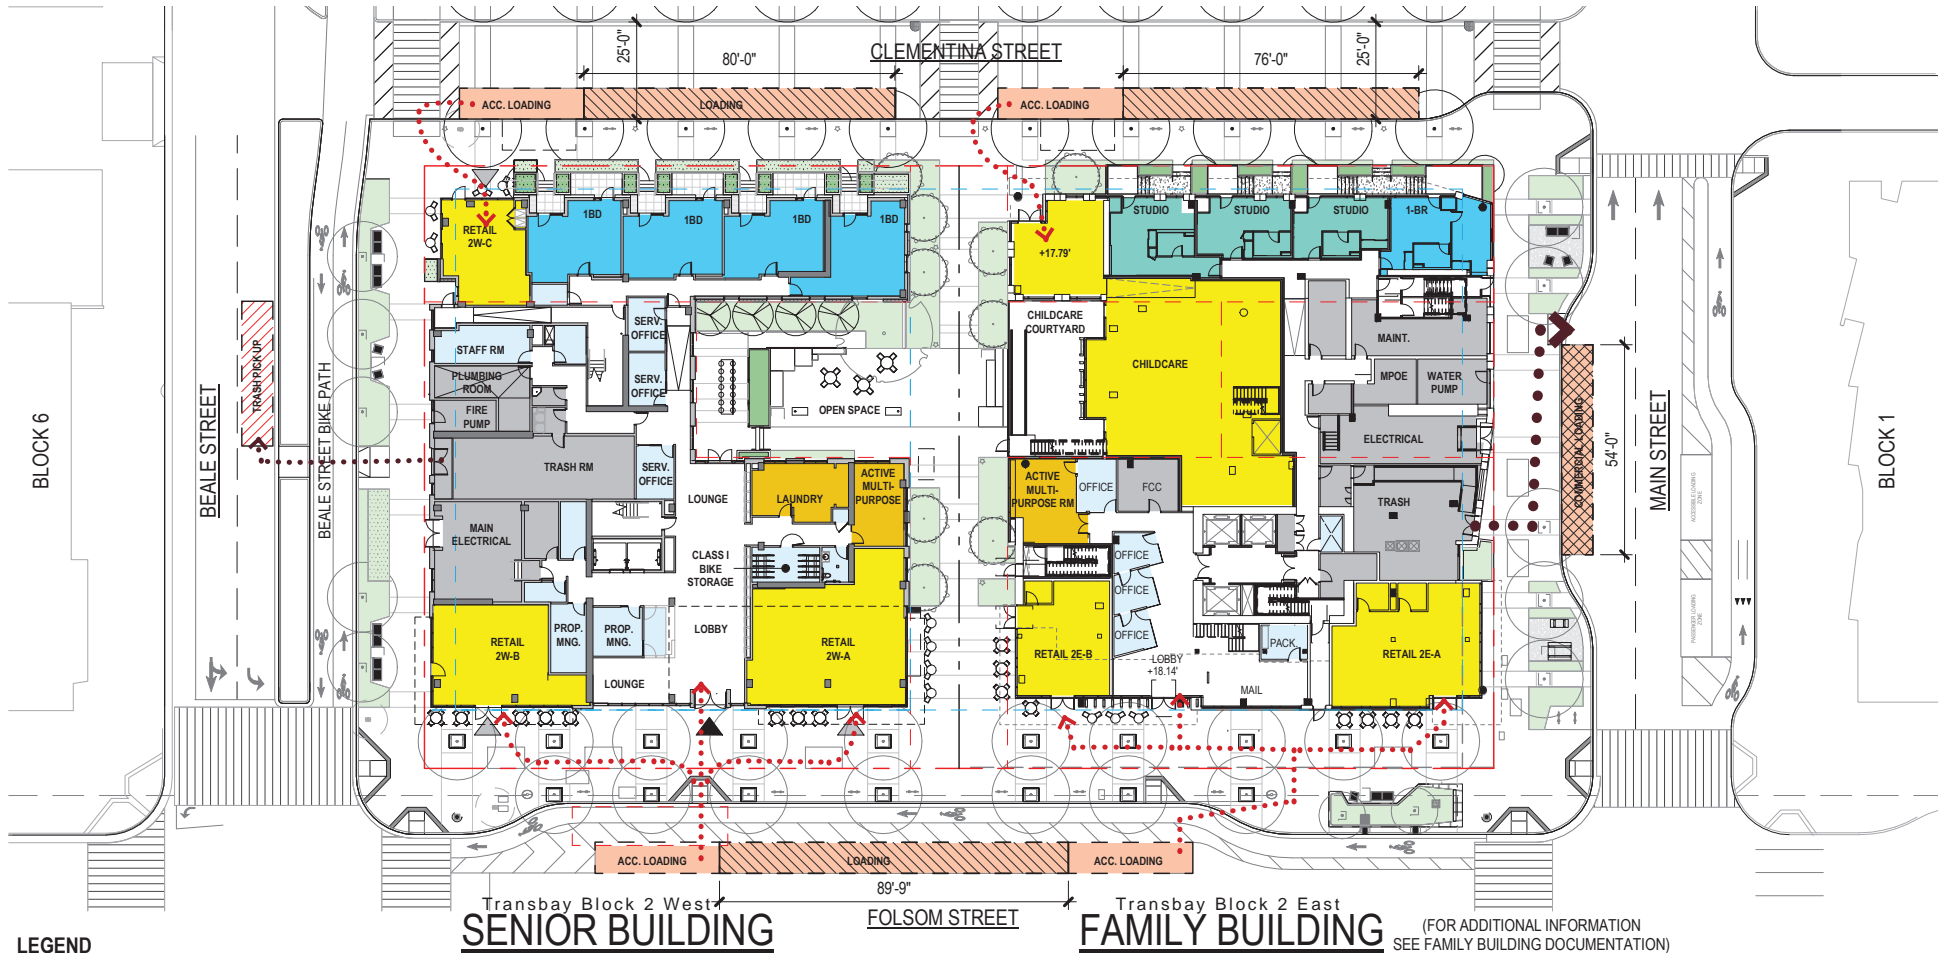 CLEMENTINA STREET
25'-0"
80'-0"
76'-0"
25'-0"
ACC. LOADING
LOADING
ACC. LOADING
RETAIL
2W-C
1BD
1BD
1BD
1BD
+17.79'
STUDIO
STUDIO
STUDIO
1-BR
STAFF RM
PLUMBING
ROOM
FIRE
PUMP
SERV.
OFFICE
SERV.
OFFICE
TRASH RM
SERV.
OFFICE
MAIN
ELECTRICAL
LOUNGE
LAUNDRY
ACTIVE
MULTI-
PURPOSE
CLASS I
BIKE
STORAGE
LOBBY
RETAIL
2W-B
PROP.
MNG.
PROP.
MNG.
LOUNGE
RETAIL
2W-A
OPEN SPACE
CHILDCARE
COURTYARD
CHILDCARE
MAINT.
MPOE
WATER
PUMP
ELECTRICAL
TRASH
ACTIVE
MULTI-
PURPOSE RM
OFFICE
FCC
OFFICE
OFFICE
OFFICE
RETAIL 2E-B
LOBBY
+18.14'
PACK.
MAIL
RETAIL 2E-A
BLOCK 6
BEALE STREET
TRASH PICK UP
BEALE STREET BIKE PATH
COMMERCIAL LOADING
54'-0"
MAIN STREET
ACCESSIBLE LOADING
ZONE
PASSENGER LOADING
ZONE
BLOCK 1
ACC. LOADING
LOADING
ACC. LOADING
89'-9"
FOLSOM STREET
Transbay Block 2 West
SENIOR BUILDING
Transbay Block 2 East
FAMILY BUILDING
(FOR ADDITIONAL INFORMATION
SEE FAMILY BUILDING DOCUMENTATION)
LEGEND